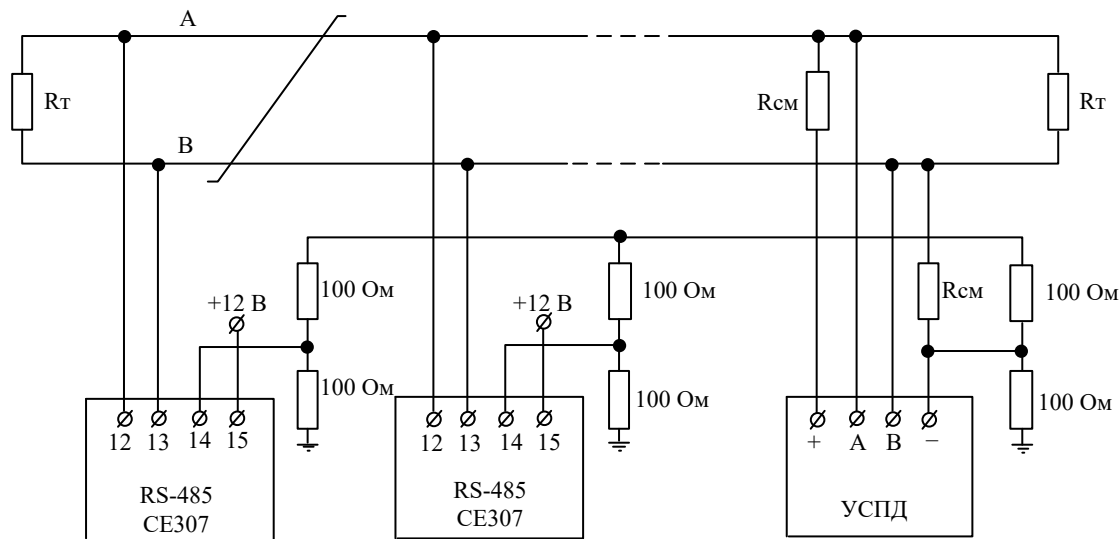 A
Rт
Rсм
Rт
B
100 Ом
+12 В
100 Ом
+12 В
Rсм
100 Ом
100 Ом
100 Ом
100 Ом
12 13 14 15
12 13 14 15
+ A B −
RS-485
CE307
RS-485
CE307
УСПД